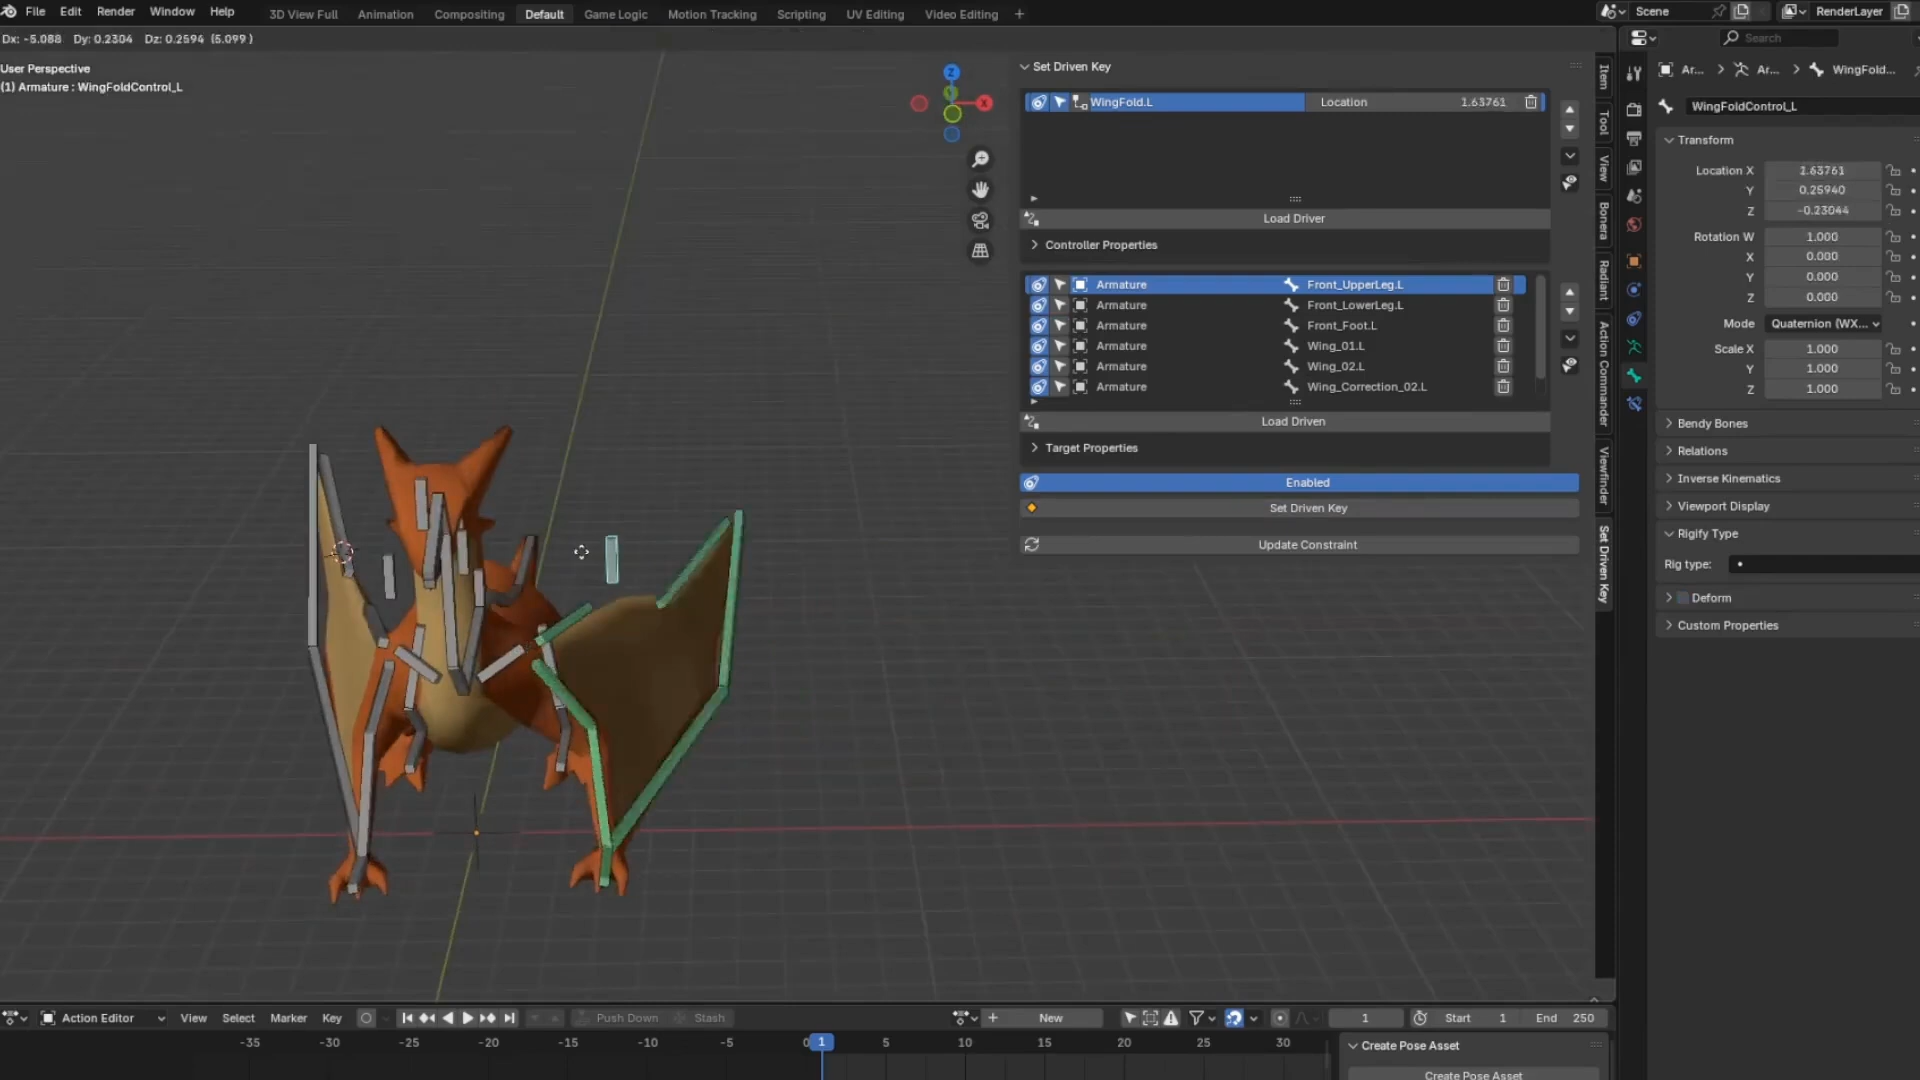 File Edit Render Window Help 3D View Full Animation Compositing Default Game Logic Motion Tracking Scripting UV Editing Video Editing + Scene RenderLayer
Dx: -5.088 Dy: 0.2304 Dz: 0.2594 (5.099 )
User Perspective
(1) Armature : WingFoldControl_L
Z
X
Set Driven Key
WingFold.L Location 1.63761
Load Driver
Controller Properties
Armature Front_UpperLeg.L
Armature Front_LowerLeg.L
Armature Front_Foot.L
Armature Wing_01.L
Armature Wing_02.L
Armature Wing_Correction_02.L
Load Driven
Target Properties
Enabled
Set Driven Key
Update Constraint
Item
Tool
View
Bonera
Radiant
Action Commander
Viewfinder
Set Driven Key
Search
Ar... > Ar... > WingFold...
WingFoldControl_L
Transform
Location X 1.63761
Y 0.25940
Z -0.23044
Rotation W 1.000
X 0.000
Y 0.000
Z 0.000
Mode Quaternion (WX...
Scale X 1.000
Y 1.000
Z 1.000
Bendy Bones
Relations
Inverse Kinematics
Viewport Display
Rigify Type
Rig type:
Deform
Custom Properties
Action Editor View Select Marker Key Push Down Stash New 1 Start 1 End 250
-35 -30 -25 -20 -15 -10 -5 0 1 5 10 15 20 25 30
Create Pose Asset
Create Pose Asset